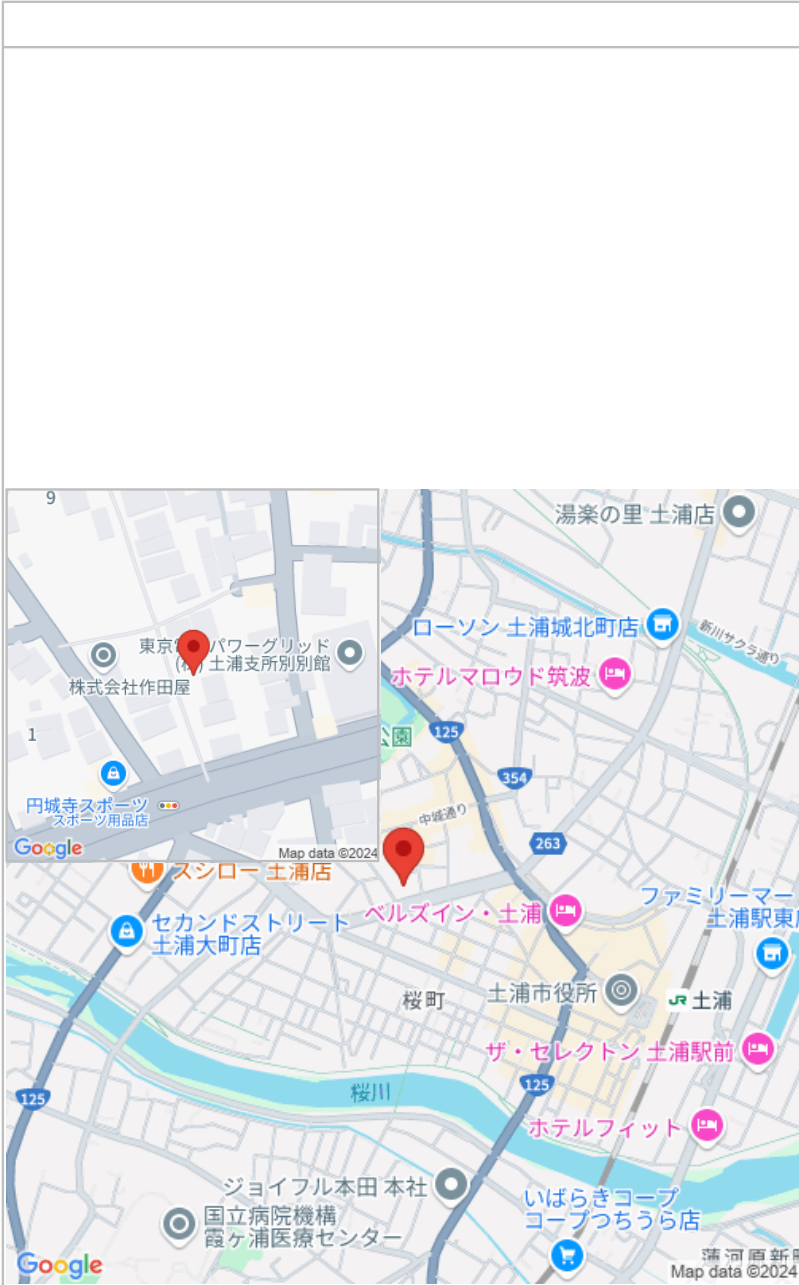 9
東京
パワーグリッド
土浦支所別別館
株式会社作田屋
1
円城寺スポーツ
スポーツ用品店
Google
Map data ©2024
湯楽の里 土浦店
ローソン 土浦城北町店
新川サクラ通り
ホテルマロウド筑波
公園
125
354
中城通り
263
スシロー 土浦店
ベルズイン・土浦
ファミリーマー
土浦駅東
セカンドストリート
土浦大町店
桜町
土浦市役所
JR 土浦
ザ・セレクトン 土浦駅前
125
125
桜川
ホテルフィット
ジョイフル本田 本社
国立病院機構
霞ヶ浦医療センター
いばらきコープ
コープつちうら店
Google
Map data ©2024